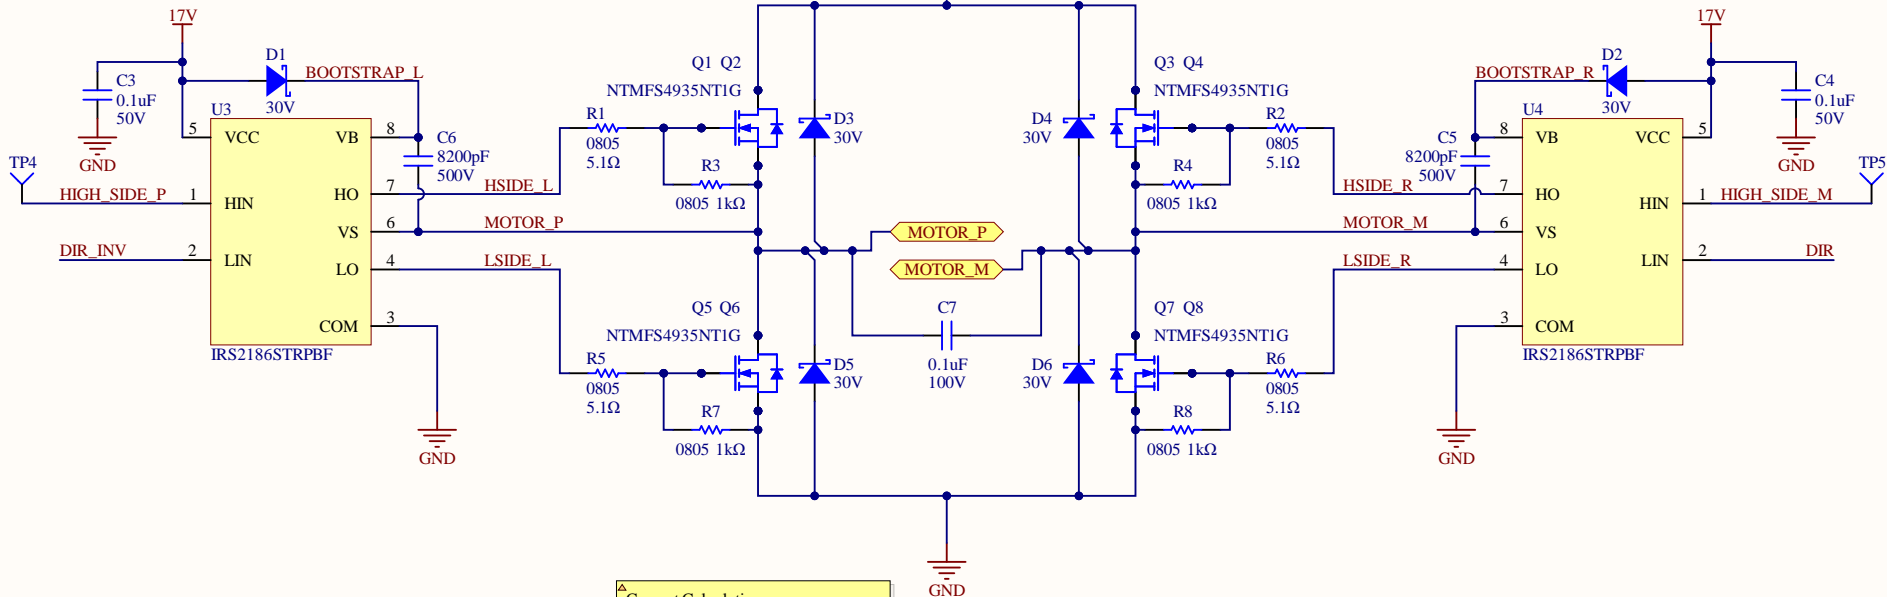 17V
C3
0.1uF
50V
GND
D1
30V
BOOTSTRAP_L
U3
5
VCC
VB
8
C6
8200pF
500V
TP4
HIGH_SIDE_P
1
HIN
HO
7
HSIDE_L
VS
6
MOTOR_P
DIR_INV
2
LIN
LO
4
LSIDE_L
COM
3
IRS2186STRPBF
GND
Q1 Q2
NTMFS4935NT1G
R1
0805
5.1Ω
R3
0805 1kΩ
D3
30V
D4
30V
Q3 Q4
NTMFS4935NT1G
R2
0805
5.1Ω
R4
0805 1kΩ
MOTOR_P
MOTOR_M
C7
0.1uF
100V
Q5 Q6
NTMFS4935NT1G
R5
0805
5.1Ω
R7
0805 1kΩ
D5
30V
D6
30V
Q7 Q8
NTMFS4935NT1G
R6
0805
5.1Ω
R8
0805 1kΩ
GND
17V
D2
30V
BOOTSTRAP_R
C4
0.1uF
50V
GND
U4
C5
8200pF
500V
8
VB
VCC
5
TP5
HSIDE_R
7
HO
HIN
1
HIGH_SIDE_M
MOTOR_M
6
VS
LSIDE_R
4
LO
LIN
2
DIR
3
COM
IRS2186STRPBF
GND